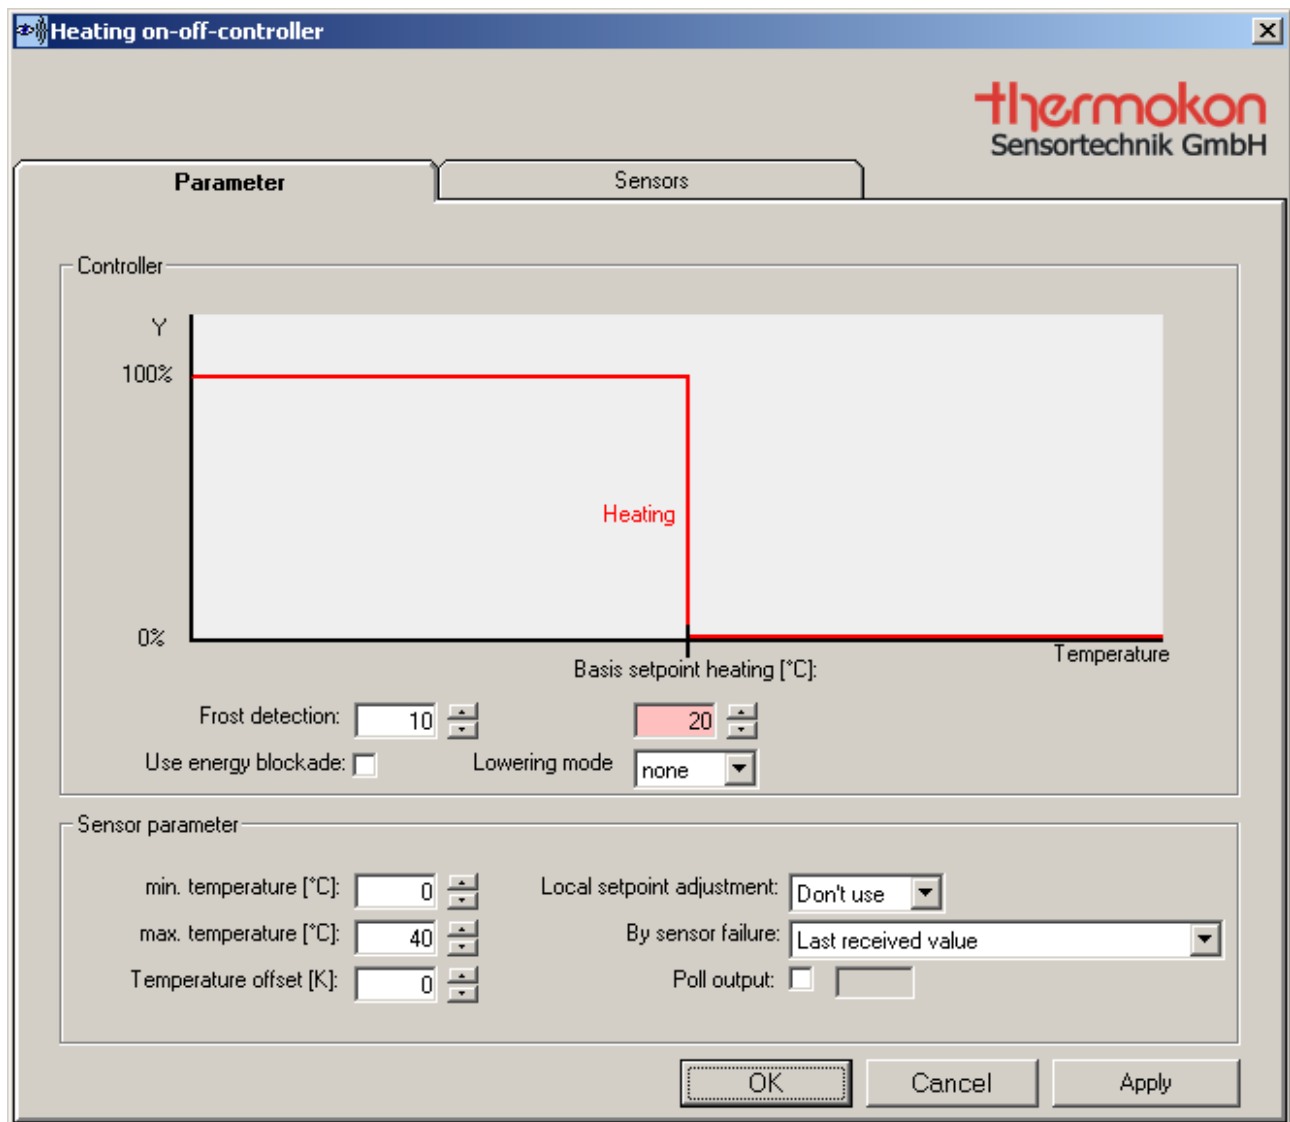 Heating on-off-controller
thermokon
Sensortechnik GmbH
Parameter
Sensors
Controller
Y
100%
Heating
0%
Temperature
Basis setpoint heating [°C]:
Frost detection: 10 20
Use energy blockade: Lowering mode none
Sensor parameter
min. temperature [°C]: 0 Local setpoint adjustment: Don't use
max. temperature [°C]: 40 By sensor failure: Last received value
Temperature offset [K]: 0 Poll output:
OK Cancel Apply